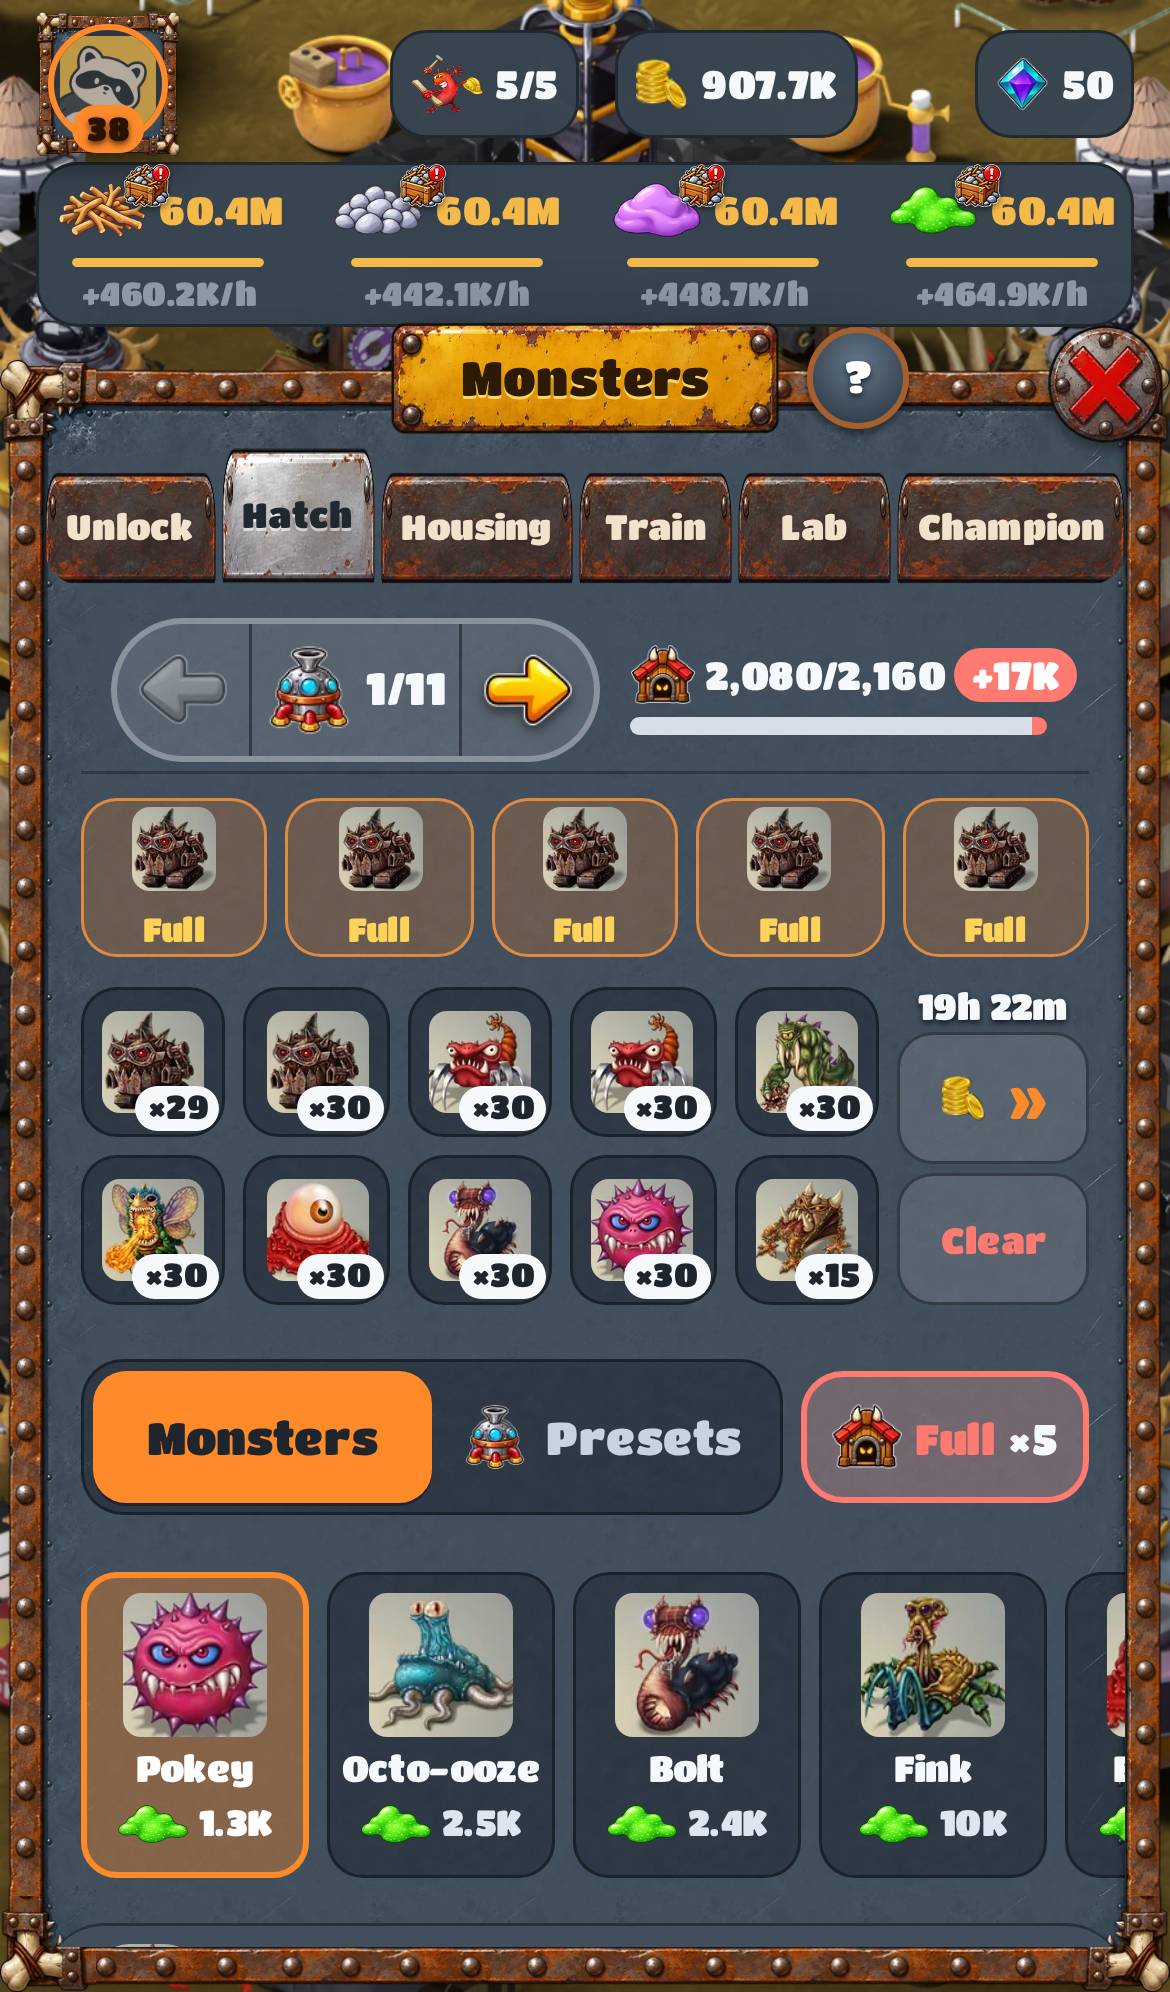 38
5/5
907.7K
50
60.4M
60.4M
60.4M
60.4M
+460.2K/h
+442.1K/h
+448.7K/h
+464.9K/h
Monsters
?
Unlock
Hatch
Housing
Train
Lab
Champion
1/11
2,080/2,160
+17K
Full
Full
Full
Full
Full
×29
×30
×30
×30
×30
19h 22m
×30
×30
×30
×30
×15
Clear
Monsters
Presets
Full ×5
Pokey
Octo-ooze
Bolt
Fink
1.3K
2.5K
2.4K
10K